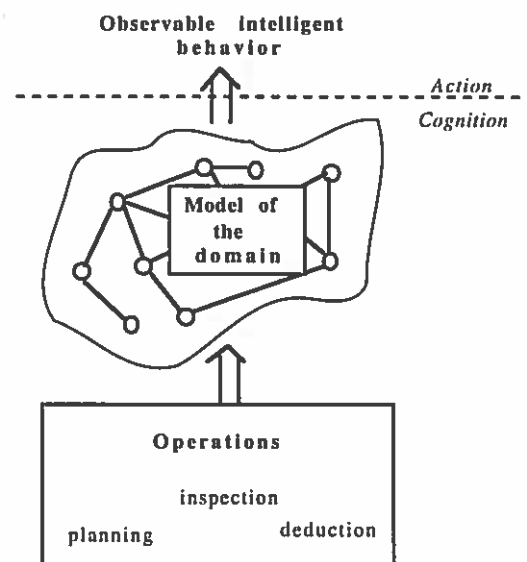 Observable intelligent
behavior
Action
Cognition
Model of
the
domain
Operations
inspection
planning
deduction